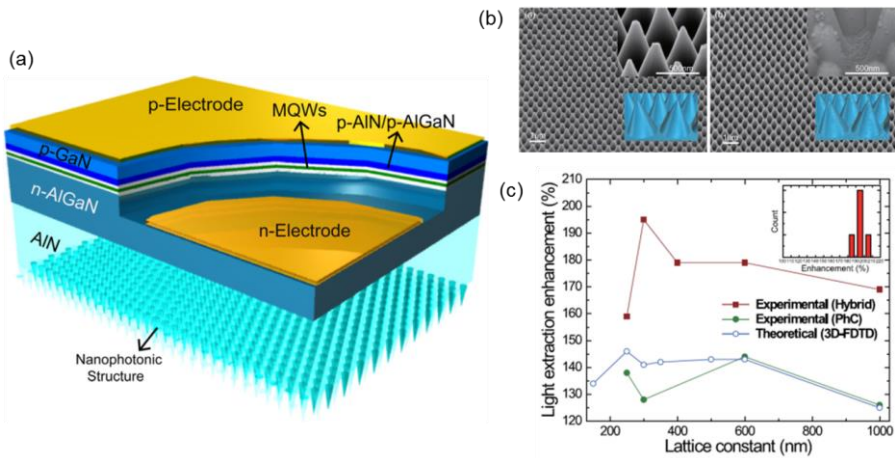 (a)
p-Electrode
MQWs
p-AlN/p-AlGaN
p-GaN
n-AlGaN
n-Electrode
AlN
Nanophotonic
Structure
(b)
(a)
500nm
1μm
500nm
(c)
Light extraction enhancement (%)
210
200
190
180
170
160
150
140
130
120
200
400
600
800
1000
Lattice constant (nm)
Count
Enhancement (%)
Experimental (Hybrid)
Experimental (PhC)
Theoretical (3D-FDTD)